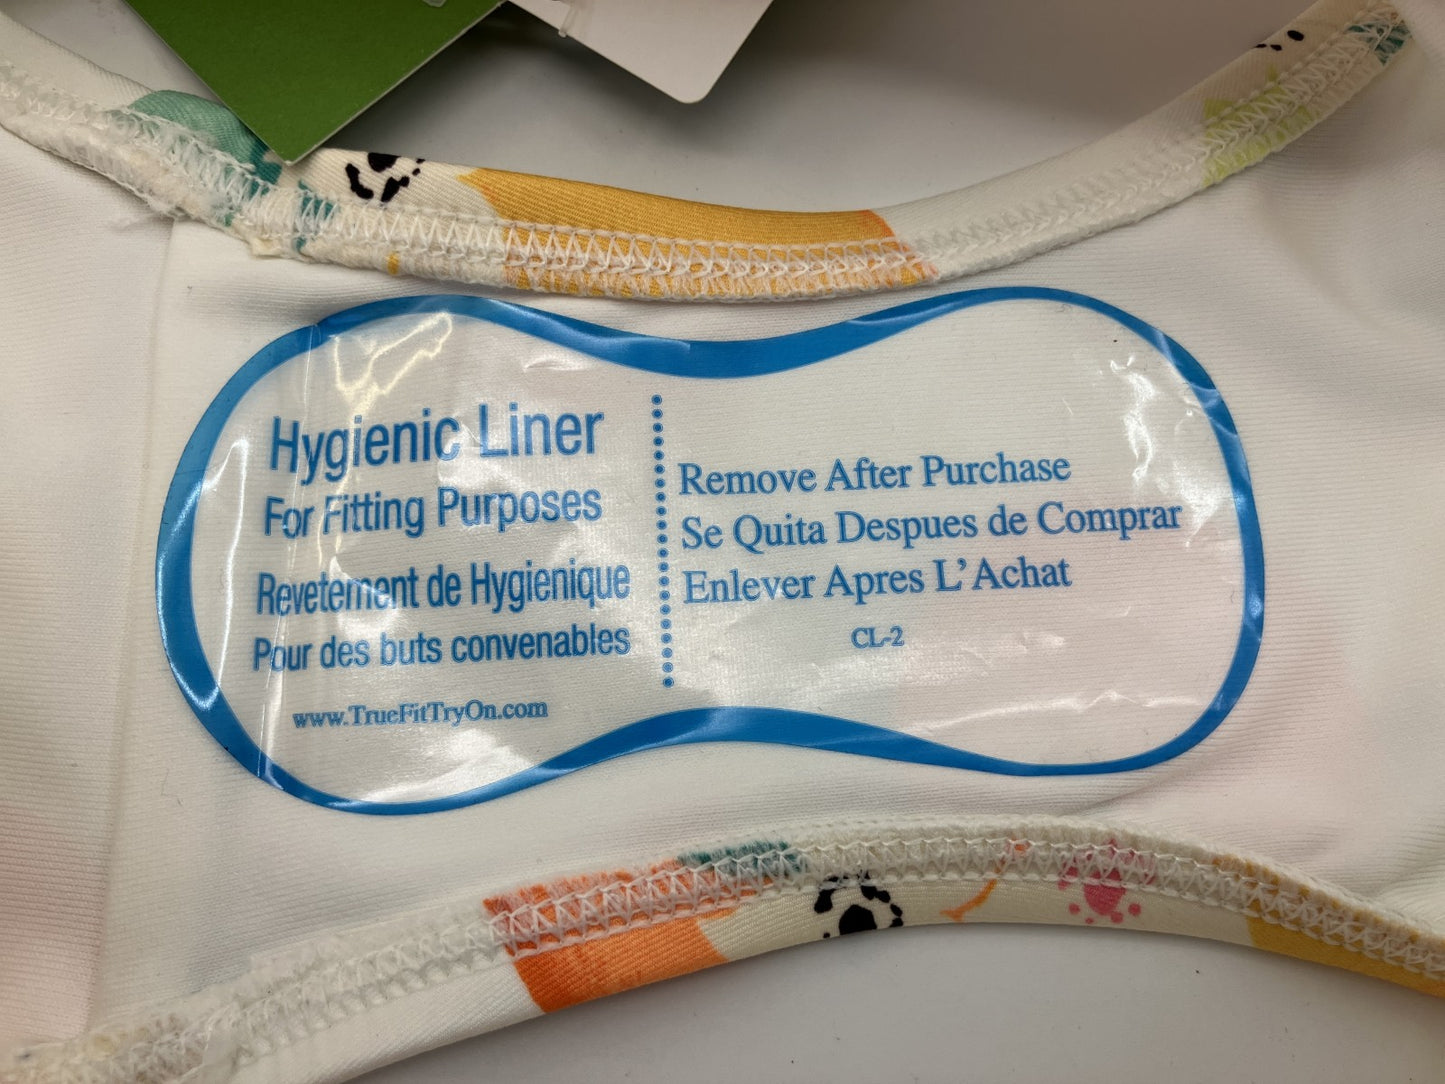 Hygienic Liner
For Fitting Purposes
Revetement de Hygienique
Pour des buts convenables
www.TrueFitTryOn.com
Remove After Purchase
Se Quita Despues de Comprar
Enlever Apres L'Achat
CL-2